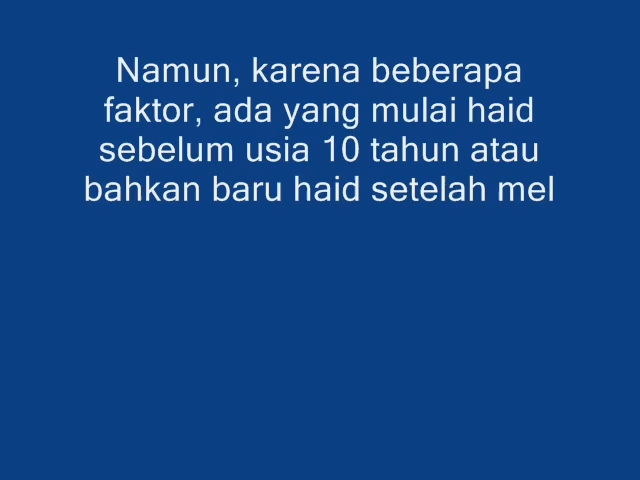 Namun, karena beberapa
faktor, ada yang mulai haid
sebelum usia 10 tahun atau
bahkan baru haid setelah mel